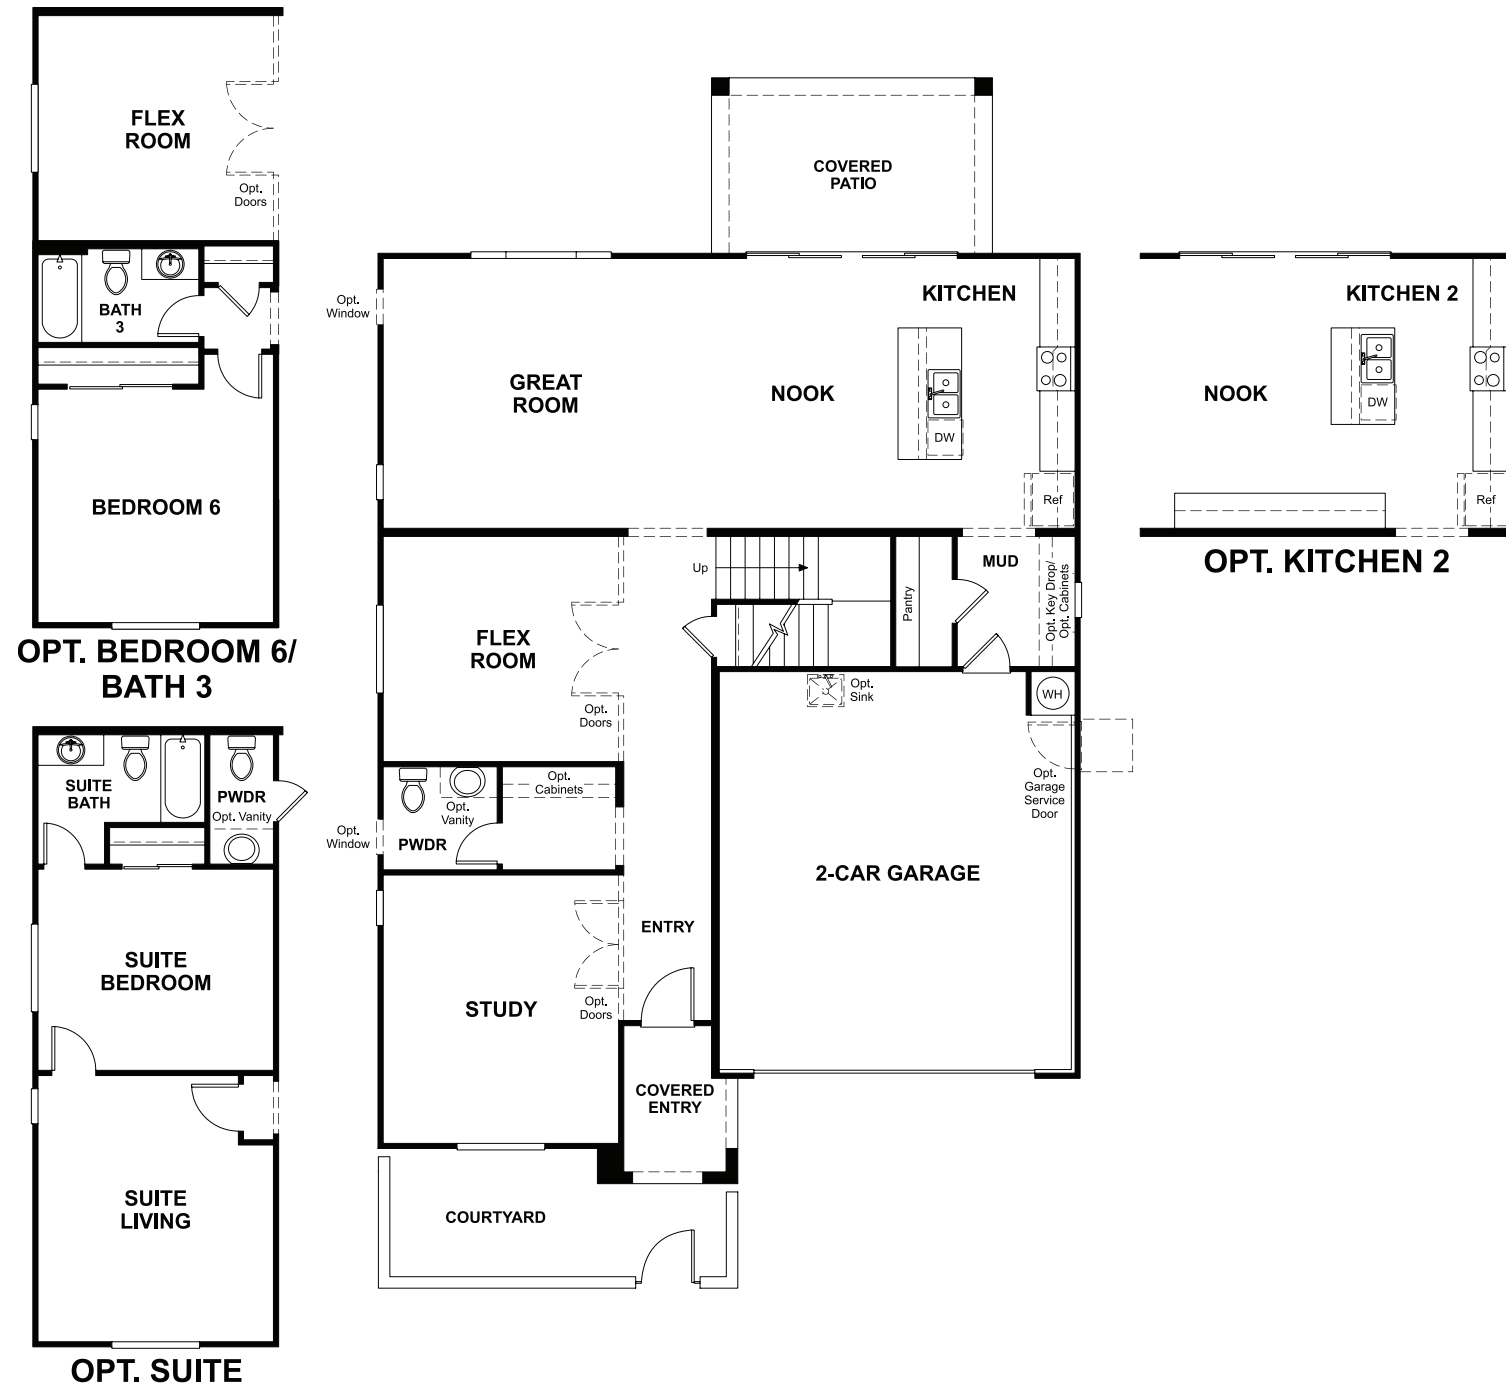 FLEX
ROOM
Opt.
Doors
BATH
3
BEDROOM 6
OPT. BEDROOM 6/
BATH 3
SUITE
BATH
PWDR
Opt. Vanity
SUITE
BEDROOM
SUITE
LIVING
OPT. SUITE
COVERED
PATIO
Opt.
Window
KITCHEN
GREAT
ROOM
NOOK
DW
Ref
Up
Pantry
MUD
Opt. Key Drop/
Opt. Cabinets
FLEX
ROOM
Opt.
Doors
Opt.
Sink
WH
Opt.
Garage
Service
Door
Opt.
Cabinets
Opt.
Vanity
Opt.
Window
PWDR
2-CAR GARAGE
ENTRY
STUDY
Opt.
Doors
COVERED
ENTRY
COURTYARD
KITCHEN 2
NOOK
DW
Ref
OPT. KITCHEN 2